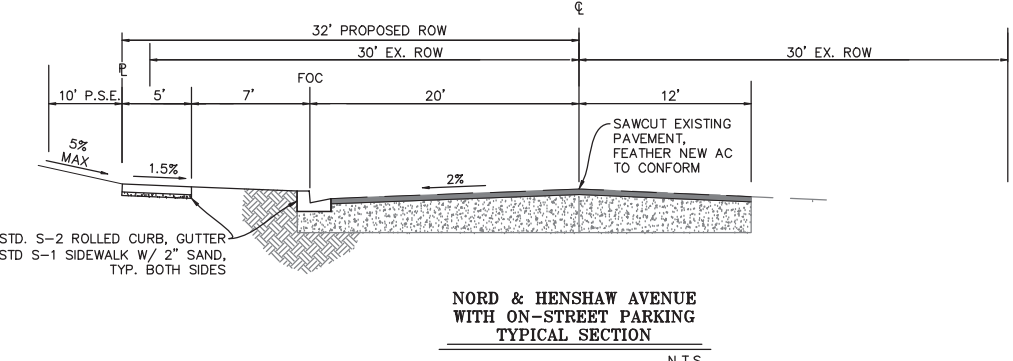 ℄
32' PROPOSED ROW
30' EX. ROW
30' EX. ROW
℄
FOC
10' P.S.E.
5'
7'
20'
12'
5%
MAX
1.5%
2%
SAWCUT EXISTING
PAVEMENT,
FEATHER NEW AC
TO CONFORM
STD. S-2 ROLLED CURB, GUTTER
STD S-1 SIDEWALK W/ 2" SAND,
TYP. BOTH SIDES
NORD & HENSHAW AVENUE
WITH ON-STREET PARKING
TYPICAL SECTION
N.T.S.